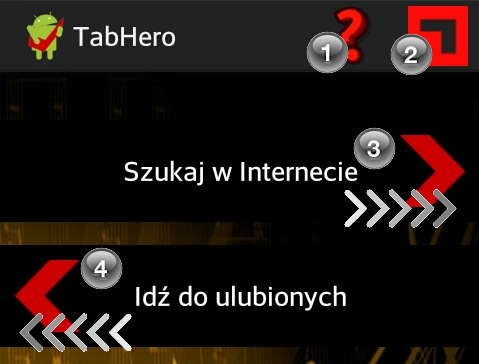 TabHero
?
1
2
Szukaj w Internecie
3
4
Idź do ulubionych